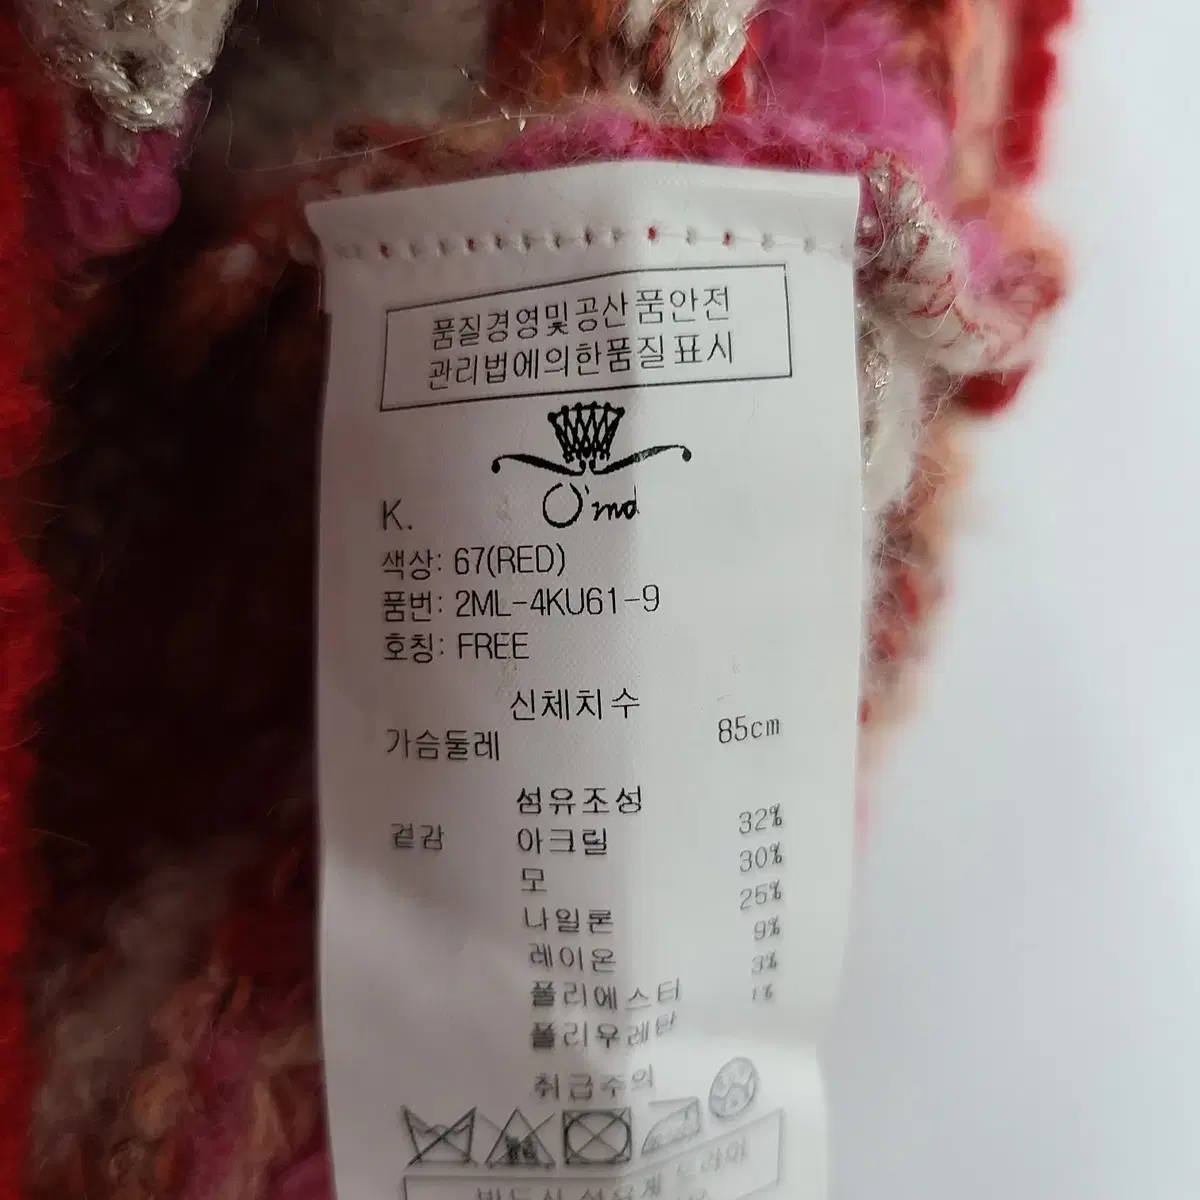 품질경영및공산품안전
관리법에의한품질표시
O'md
K.
색상: 67(RED)
품번: 2ML-4KU61-9
호칭: FREE
신체치수
가슴둘레 85cm
섬유조성
겉감 아크릴 32%
모 30%
나일론 25%
레이온 9%
폴리에스터 3%
폴리우레탄 1%
취급주의